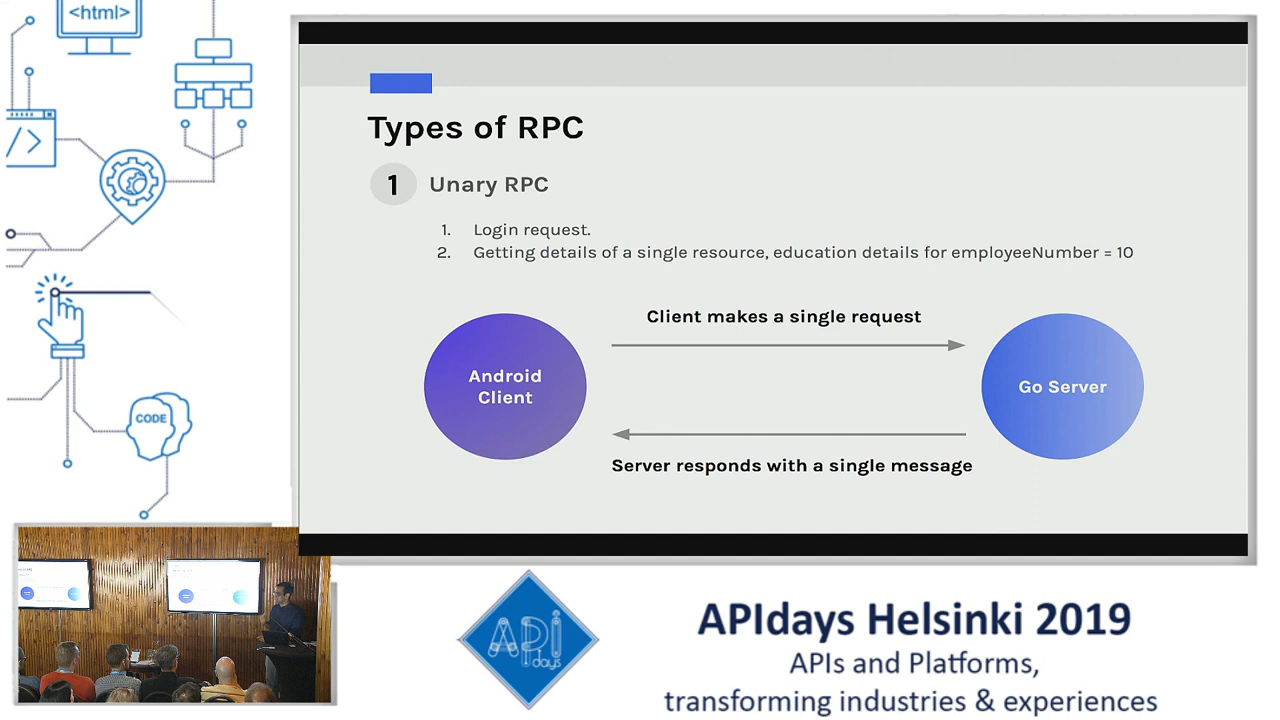 <html>
</>
CODE
Types of RPC
1 Unary RPC
1. Login request.
2. Getting details of a single resource, education details for employeeNumber = 10
Client makes a single request
Android
Client
Go Server
Server responds with a single message
API
days
APIdays Helsinki 2019
APIs and Platforms,
transforming industries & experiences